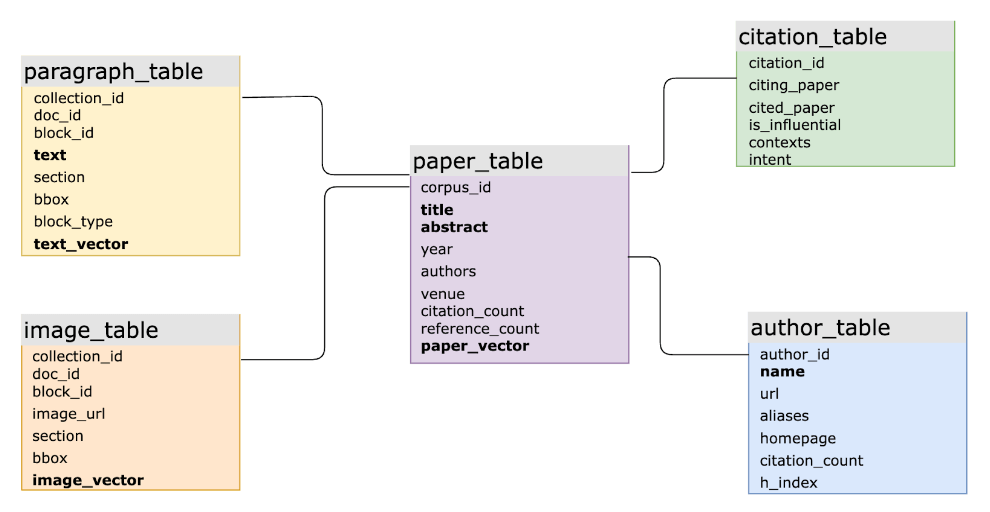 paragraph_table
collection_id
doc_id
block_id
text
section
bbox
block_type
text_vector
image_table
collection_id
doc_id
block_id
image_url
section
bbox
image_vector
paper_table
corpus_id
title
abstract
year
authors
venue
citation_count
reference_count
paper_vector
citation_table
citation_id
citing_paper
cited_paper
is_influential
contexts
intent
author_table
author_id
name
url
aliases
homepage
citation_count
h_index